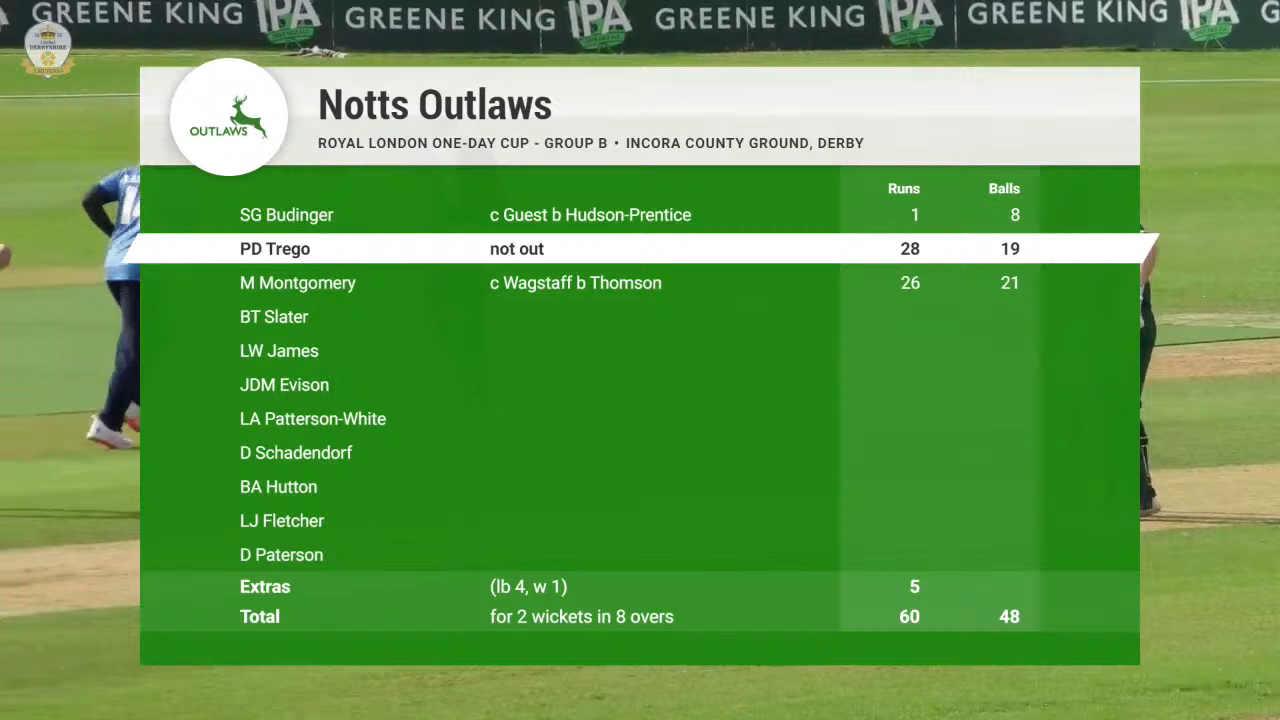 GREENE KING IPA GREENE KING IPA GREENE KING IPA GREENE KING IPA G
DERBYSHIRE
OUTLAWS
Notts Outlaws
ROYAL LONDON ONE-DAY CUP - GROUP B • INCORA COUNTY GROUND, DERBY
Runs Balls
SG Budinger c Guest b Hudson-Prentice 1 8
PD Trego not out 28 19
M Montgomery c Wagstaff b Thomson 26 21
BT Slater
LW James
JDM Evison
LA Patterson-White
D Schadendorf
BA Hutton
LJ Fletcher
D Paterson
Extras (lb 4, w 1) 5
Total for 2 wickets in 8 overs 60 48